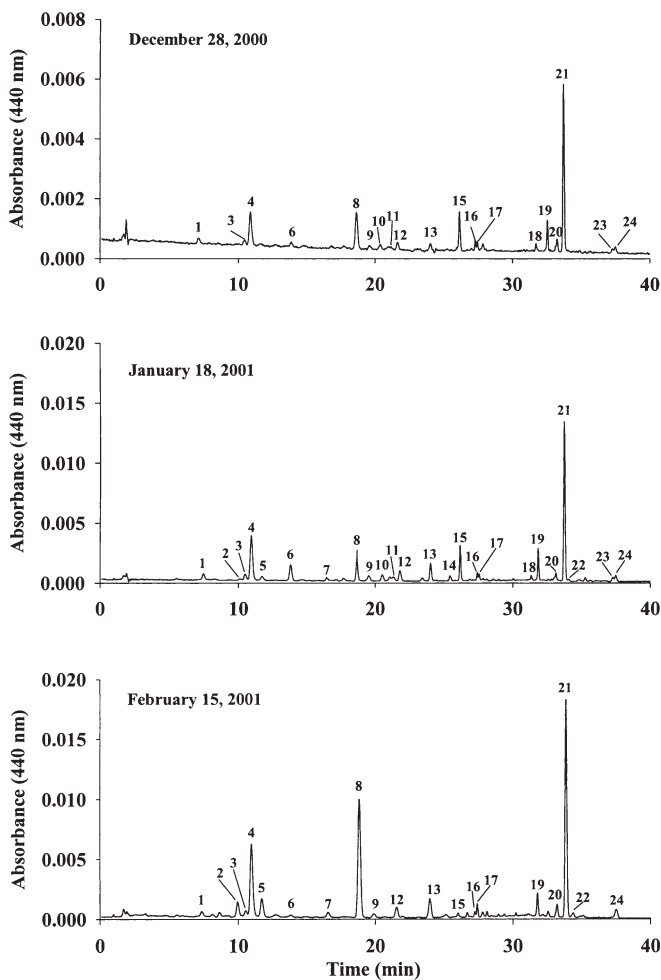 December 28, 2000
Absorbance (440 nm)
0.008
0.006
0.004
0.002
0.000
1 3 4 6 8 9 10 11 12 13 15 16 17 18 19 20 21 23 24
0 10 20 30 40
January 18, 2001
Absorbance (440 nm)
0.020
0.015
0.010
0.005
0.000
1 2 3 4 5 6 7 8 9 10 11 12 13 14 15 16 17 18 19 20 21 22 23 24
0 10 20 30 40
February 15, 2001
Absorbance (440 nm)
0.020
0.015
0.010
0.005
0.000
1 2 3 4 5 6 7 8 9 12 13 15 16 17 19 20 21 22 24
0 10 20 30 40
Time (min)